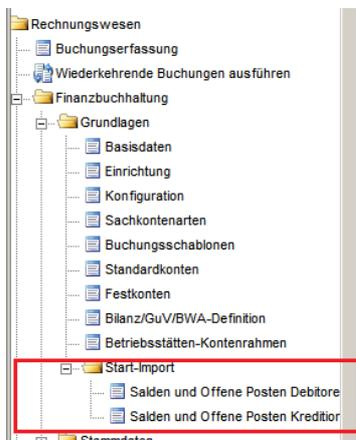 Rechnungswesen
Buchungserfassung
Wiederkehrende Buchungen ausführen
Finanzbuchhaltung
Grundlagen
Basisdaten
Einrichtung
Konfiguration
Sachkontenarten
Buchungsschablonen
Standardkonten
Festkonten
Bilanz/GuV/BWA-Definition
Betriebsstätten-Kontenrahmen
Start-Import
Salden und Offene Posten Debitore
Salden und Offene Posten Kreditor
Stammdaten